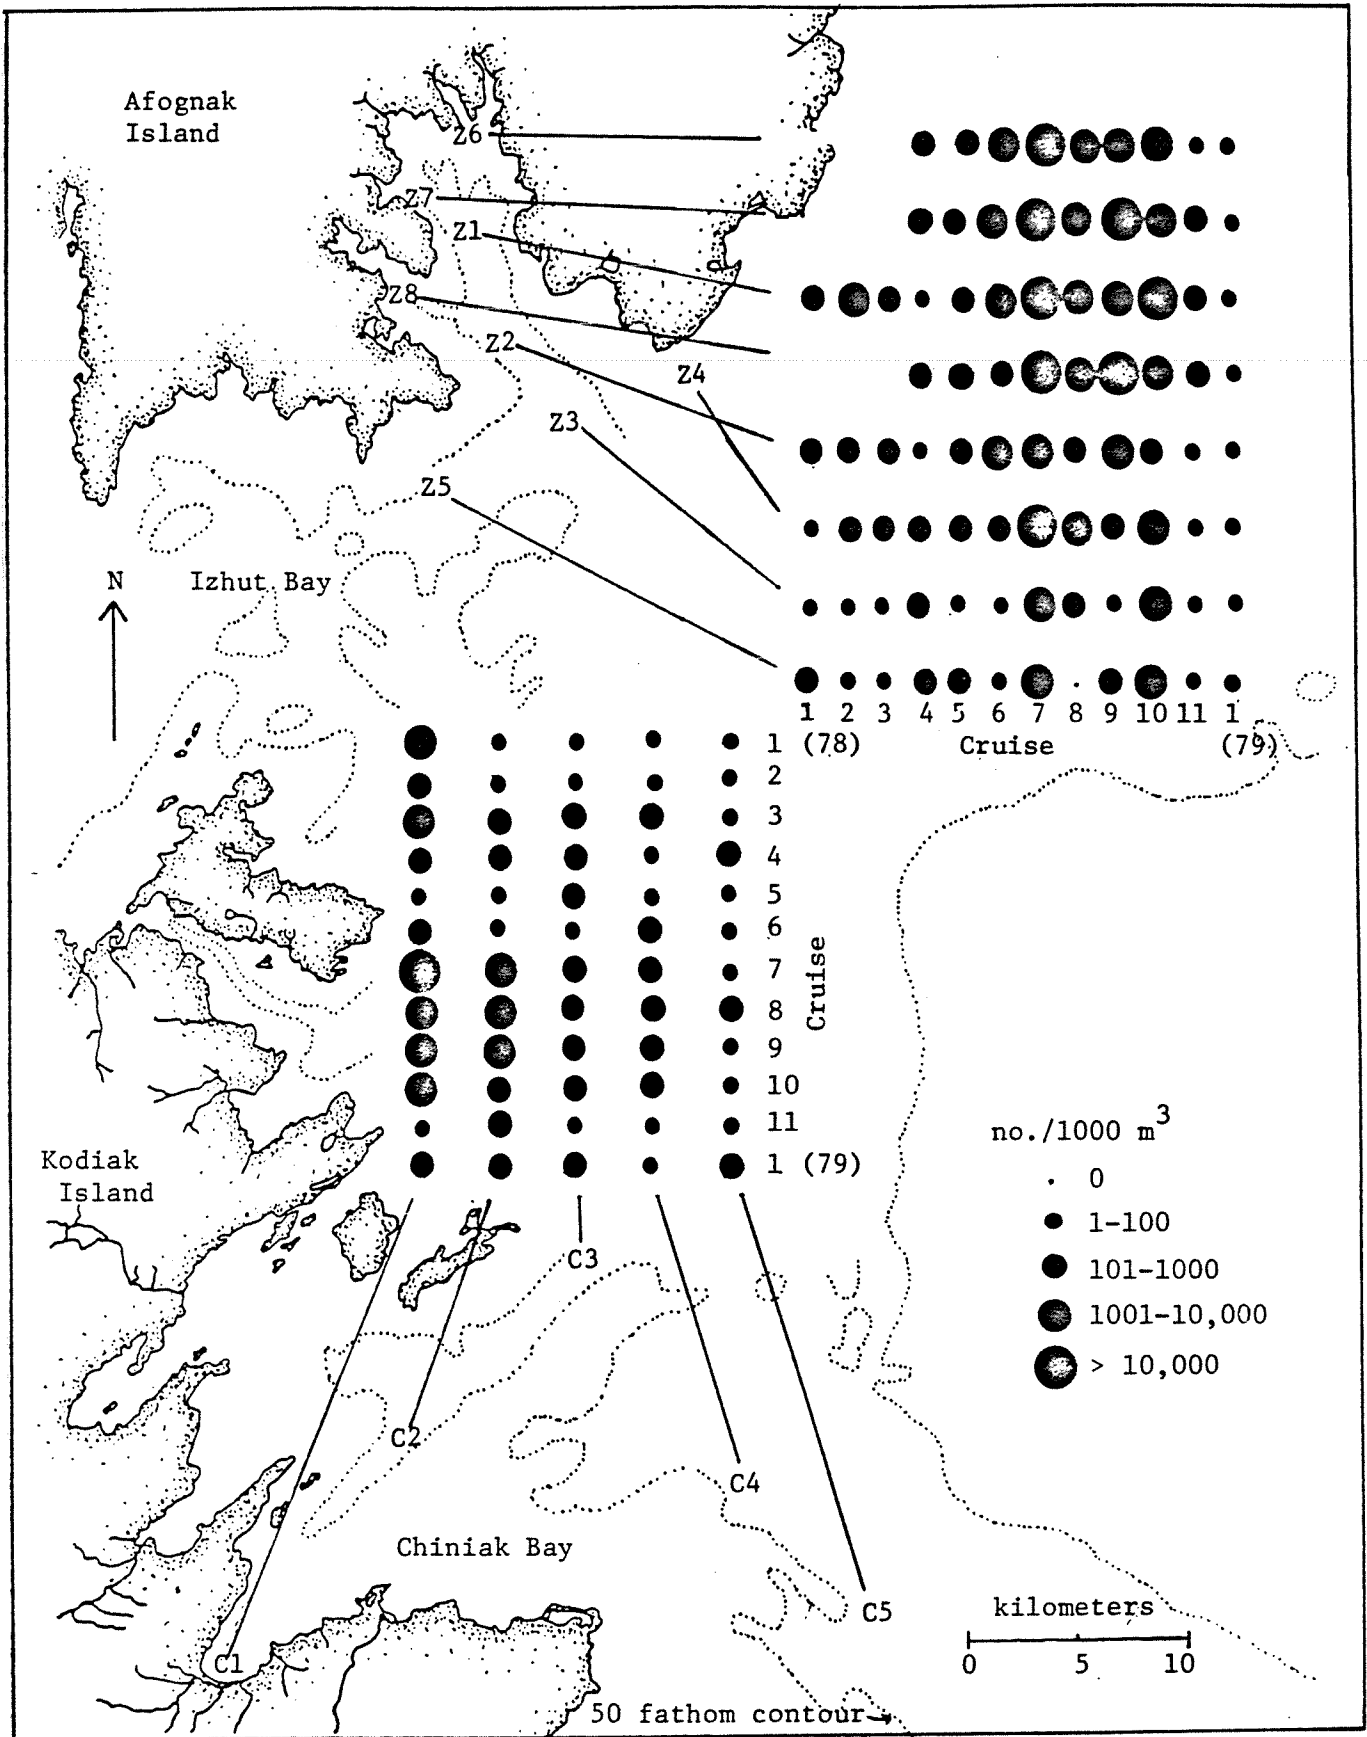 Afognak
Island
Z6
Z7
Z1
Z8
Z2
Z4
Z3
Z5
N
Izhut Bay
1 2 3 4 5 6 7 8 9 10 11 1
(78) Cruise (79)
1
2
3
4
5
6
7
8
9
10
11
1 (79)
Cruise
no./1000 m³
0
1-100
101-1000
1001-10,000
> 10,000
Kodiak
Island
C3
C2
C4
Chiniak Bay
C5
C1
kilometers
0 5 10
50 fathom contour